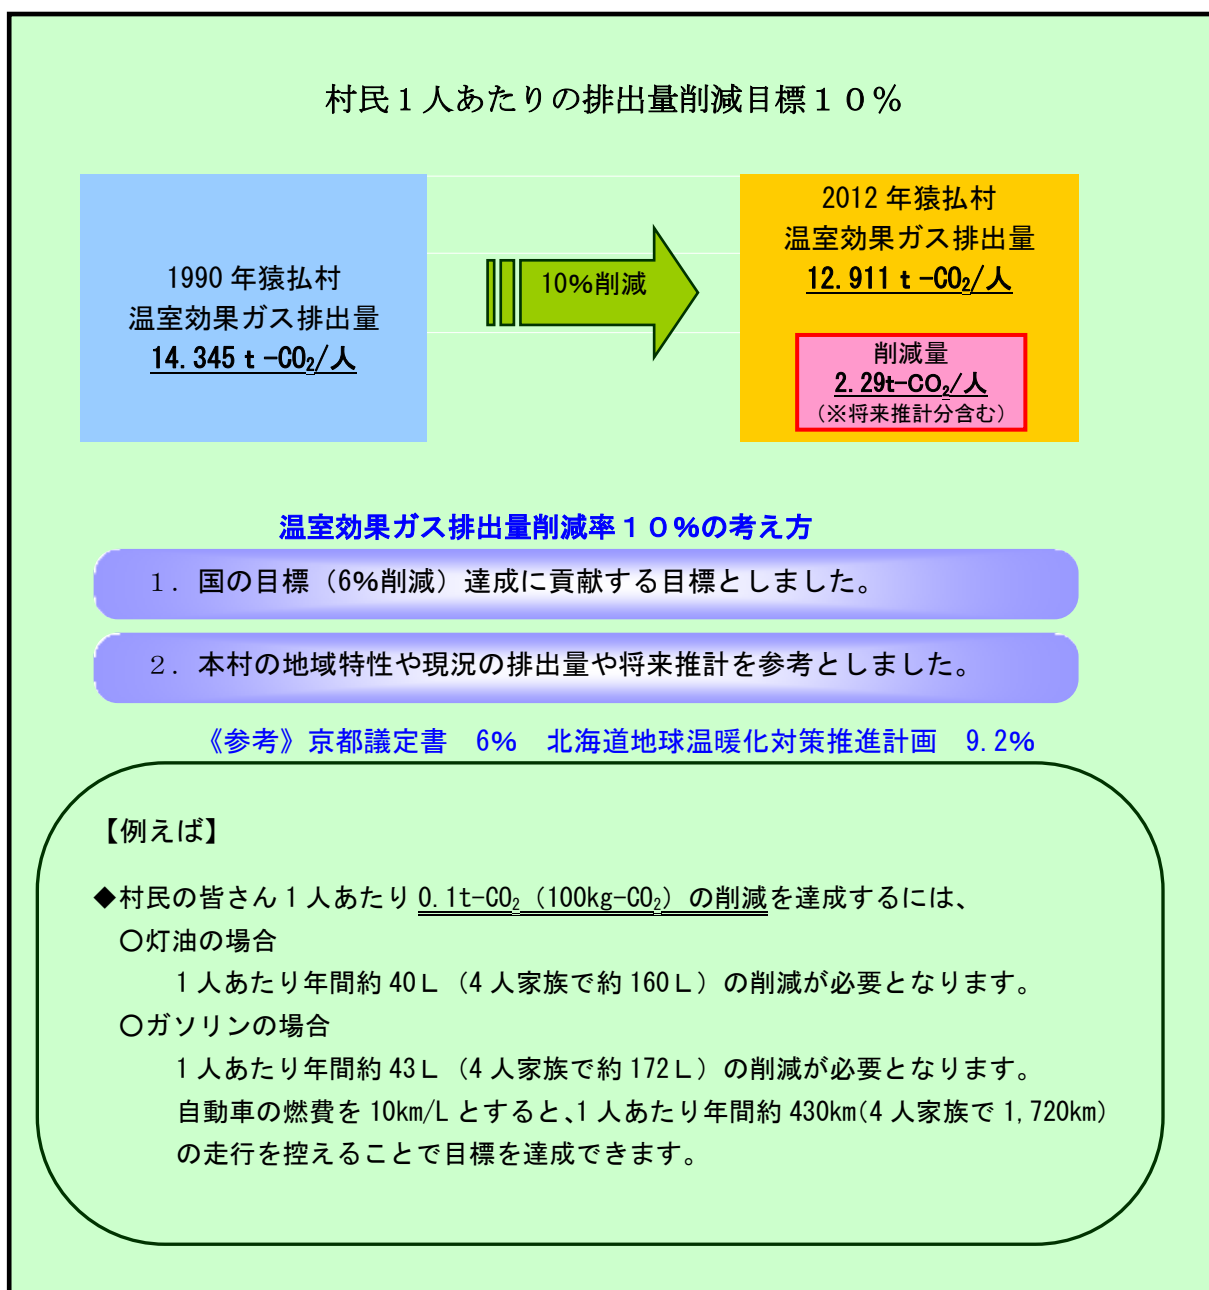 村民１人あたりの排出量削減目標１０％
1990 年猿払村
温室効果ガス排出量
14.345 t -CO₂/人
10%削減
2012 年猿払村
温室効果ガス排出量
12.911 t -CO₂/人
削減量
2.29t-CO₂/人
（※将来推計分含む）
温室効果ガス排出量削減率１０％の考え方
１．国の目標（6%削減）達成に貢献する目標としました。
２．本村の地域特性や現況の排出量や将来推計を参考としました。
《参考》京都議定書　6%　北海道地球温暖化対策推進計画　9.2%
【例えば】
◆村民の皆さん１人あたり 0.1t-CO₂（100kg-CO₂）の削減を達成するには、
○灯油の場合
１人あたり年間約 40Ｌ（4 人家族で約 160Ｌ）の削減が必要となります。
○ガソリンの場合
１人あたり年間約 43Ｌ（4 人家族で約 172Ｌ）の削減が必要となります。
自動車の燃費を 10km/L とすると、1 人あたり年間約 430km(4 人家族で 1,720km)
の走行を控えることで目標を達成できます。